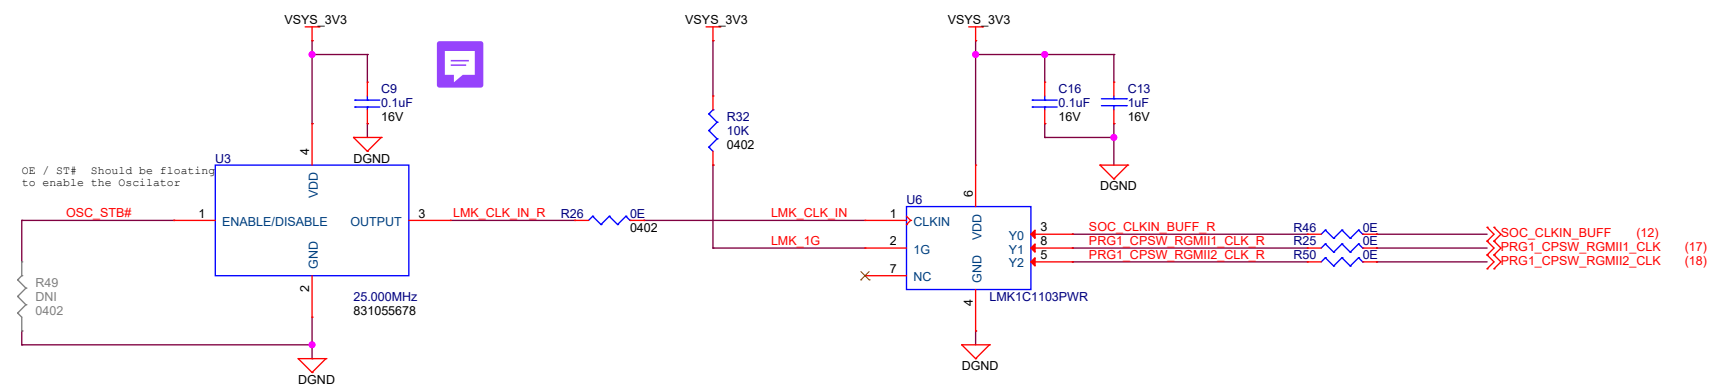 VSYS_3V3
VSYS_3V3
VSYS_3V3
C9
0.1uF
16V
DGND
R32
10K
0402
C16
0.1uF
16V
C13
1uF
16V
DGND
OE / ST# Should be floating
to enable the Oscilator
U3
4
VDD
OSC_STB#
1
ENABLE/DISABLE
OUTPUT
3
GND
2
25.000MHz
831055678
R49
DNI
0402
DGND
LMK_CLK_IN_R
R26
0E
0402
LMK_CLK_IN
LMK_1G
U6
6
VDD
1
CLKIN
2
1G
7
NC
GND
4
Y0
Y1
Y2
3
8
5
LMK1C1103PWR
DGND
SOC_CLKIN_BUFF_R
R46
0E
SOC_CLKIN_BUFF (12)
PRG1_CPSW_RGMII1_CLK_R
R25
0E
PRG1_CPSW_RGMII1_CLK (17)
PRG1_CPSW_RGMII2_CLK_R
R50
0E
PRG1_CPSW_RGMII2_CLK (18)